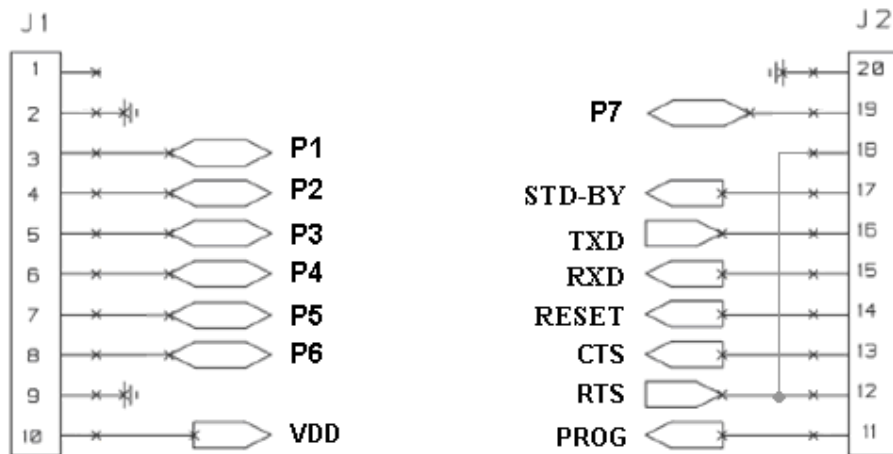 J1
1
2
3 P1
4 P2
5 P3
6 P4
7 P5
8 P6
9
10 VDD
J2
20
P7 19
18
STD-BY 17
TXD 16
RXD 15
RESET 14
CTS 13
RTS 12
PROG 11